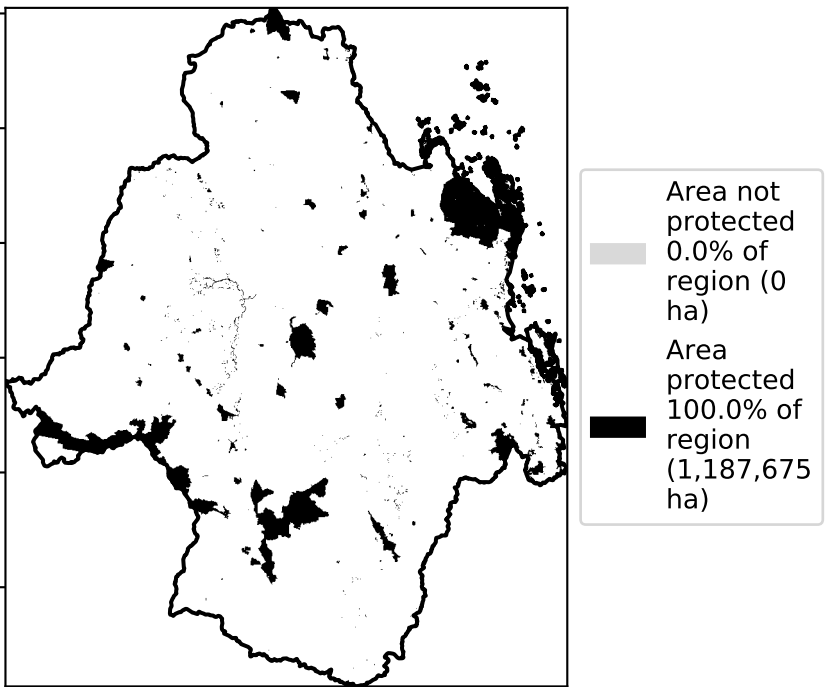 Area not
protected
0.0% of
region (0
ha)
Area
protected
100.0% of
region
(1,187,675
ha)